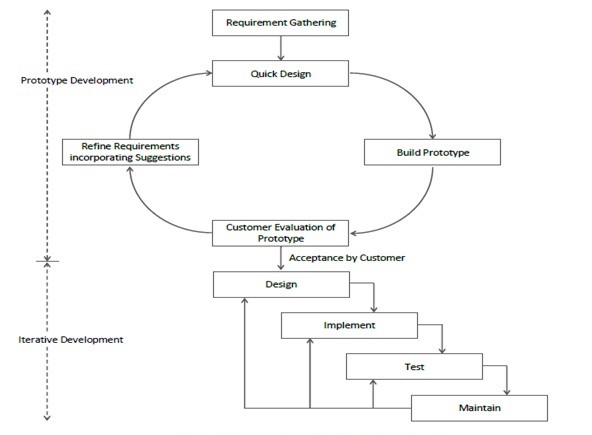 Requirement Gathering
Quick Design
Prototype Development
Refine Requirements
incorporating Suggestions
Build Prototype
Customer Evaluation of
Prototype
Acceptance by Customer
Design
Implement
Iterative Development
Test
Maintain